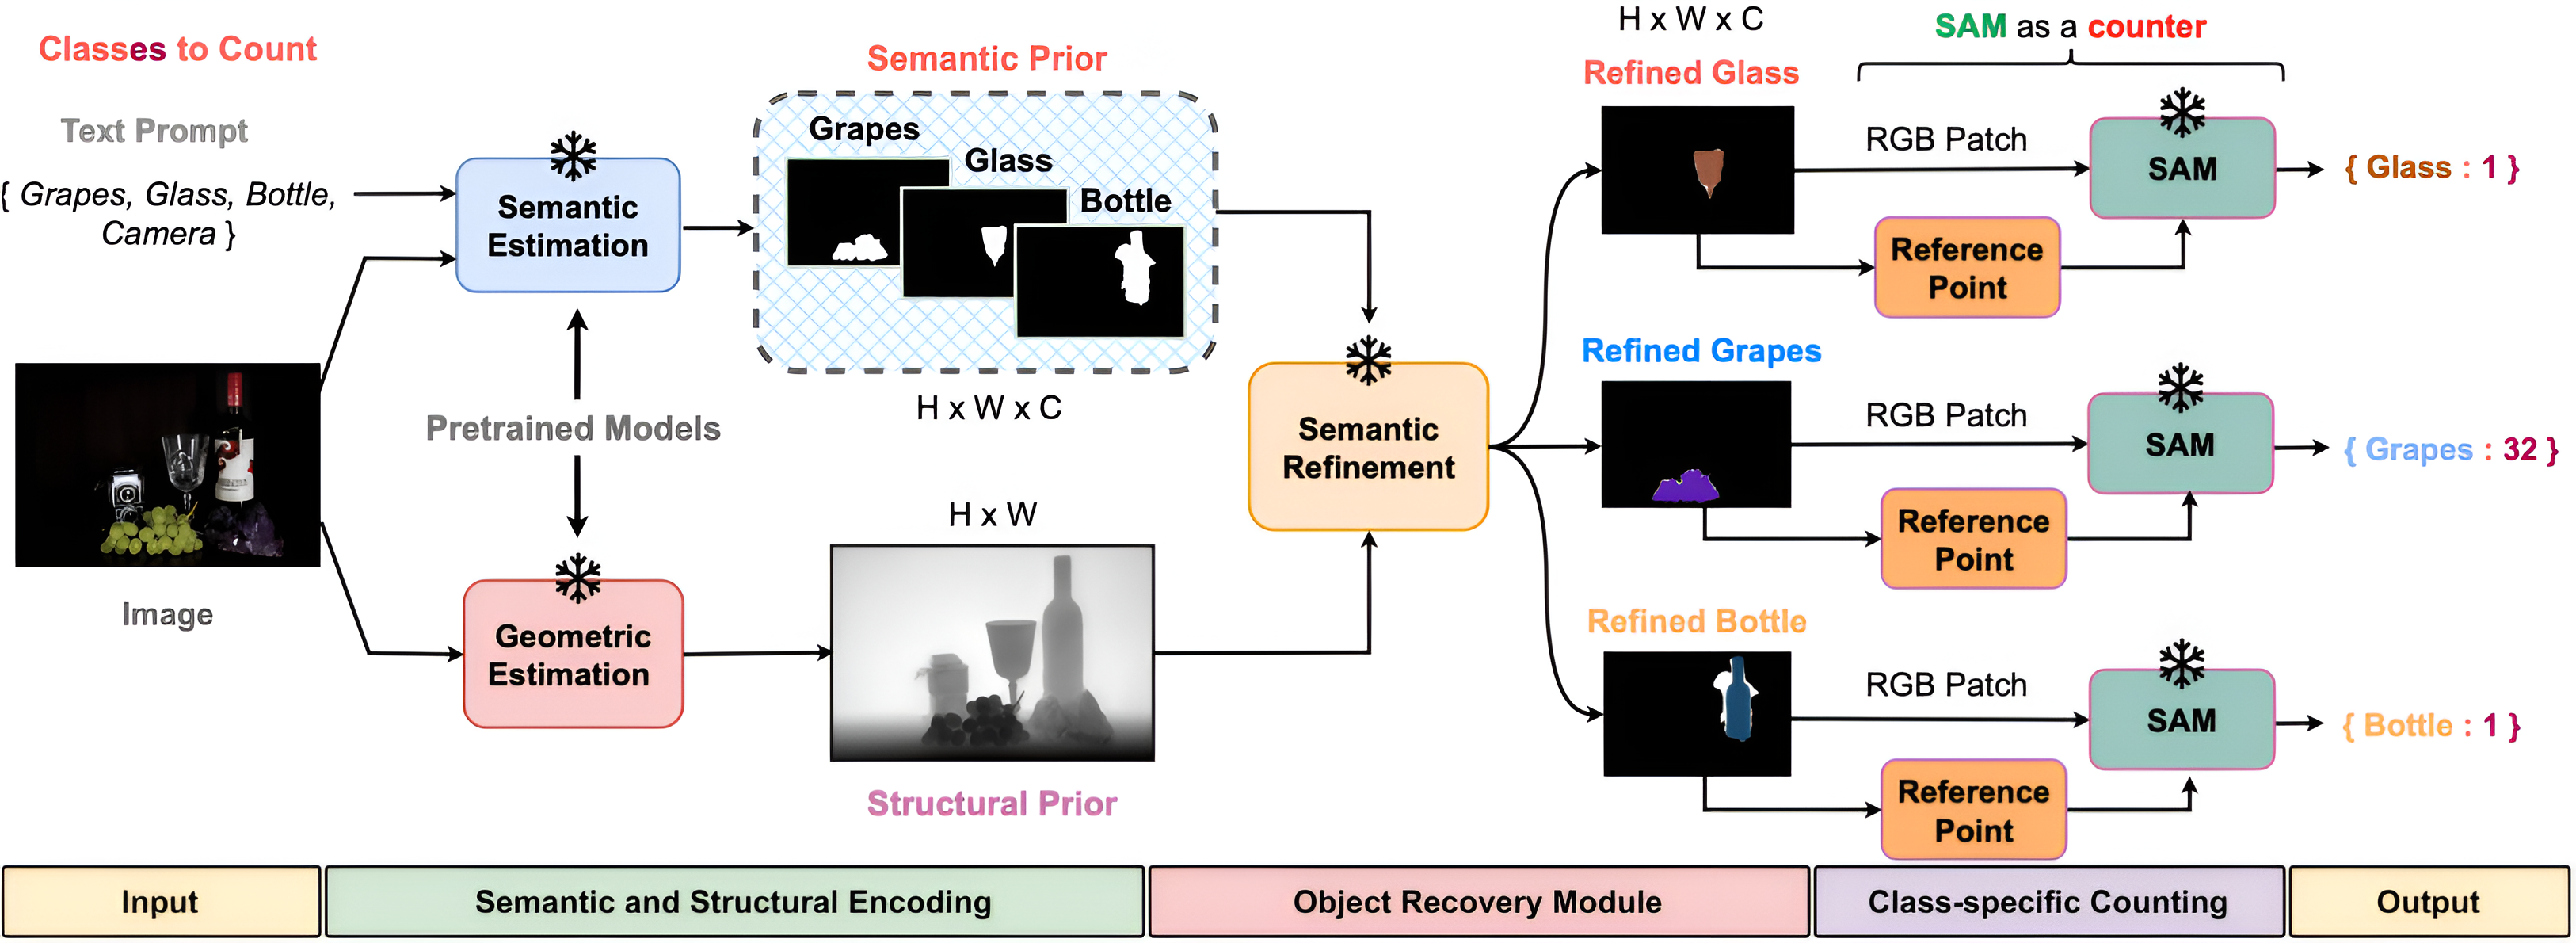 Classes to Count
Text Prompt
{ Grapes, Glass, Bottle,
Camera }
Image
Semantic
Estimation
Pretrained Models
Geometric
Estimation
Semantic Prior
Grapes
Glass
Bottle
H x W x C
H x W
Structural Prior
Semantic
Refinement
H x W x C
Refined Glass
SAM as a counter
RGB Patch
SAM
Reference
Point
{ Glass : 1 }
Refined Grapes
RGB Patch
SAM
Reference
Point
{ Grapes : 32 }
Refined Bottle
RGB Patch
SAM
Reference
Point
{ Bottle : 1 }
Input
Semantic and Structural Encoding
Object Recovery Module
Class-specific Counting
Output